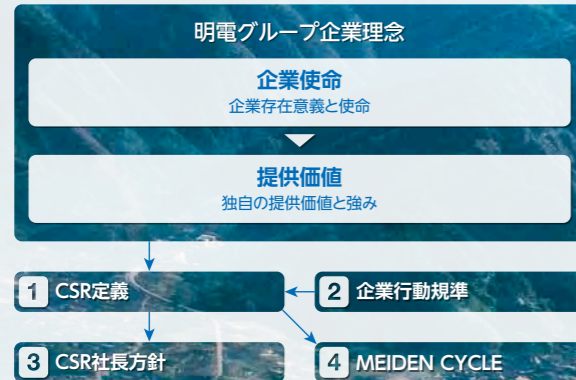 明電グループ企業理念
企業使命
企業存在意義と使命
提供価値
独自の提供価値と強み
1 CSR定義
2 企業行動規準
3 CSR社長方針
4 MEIDEN CYCLE